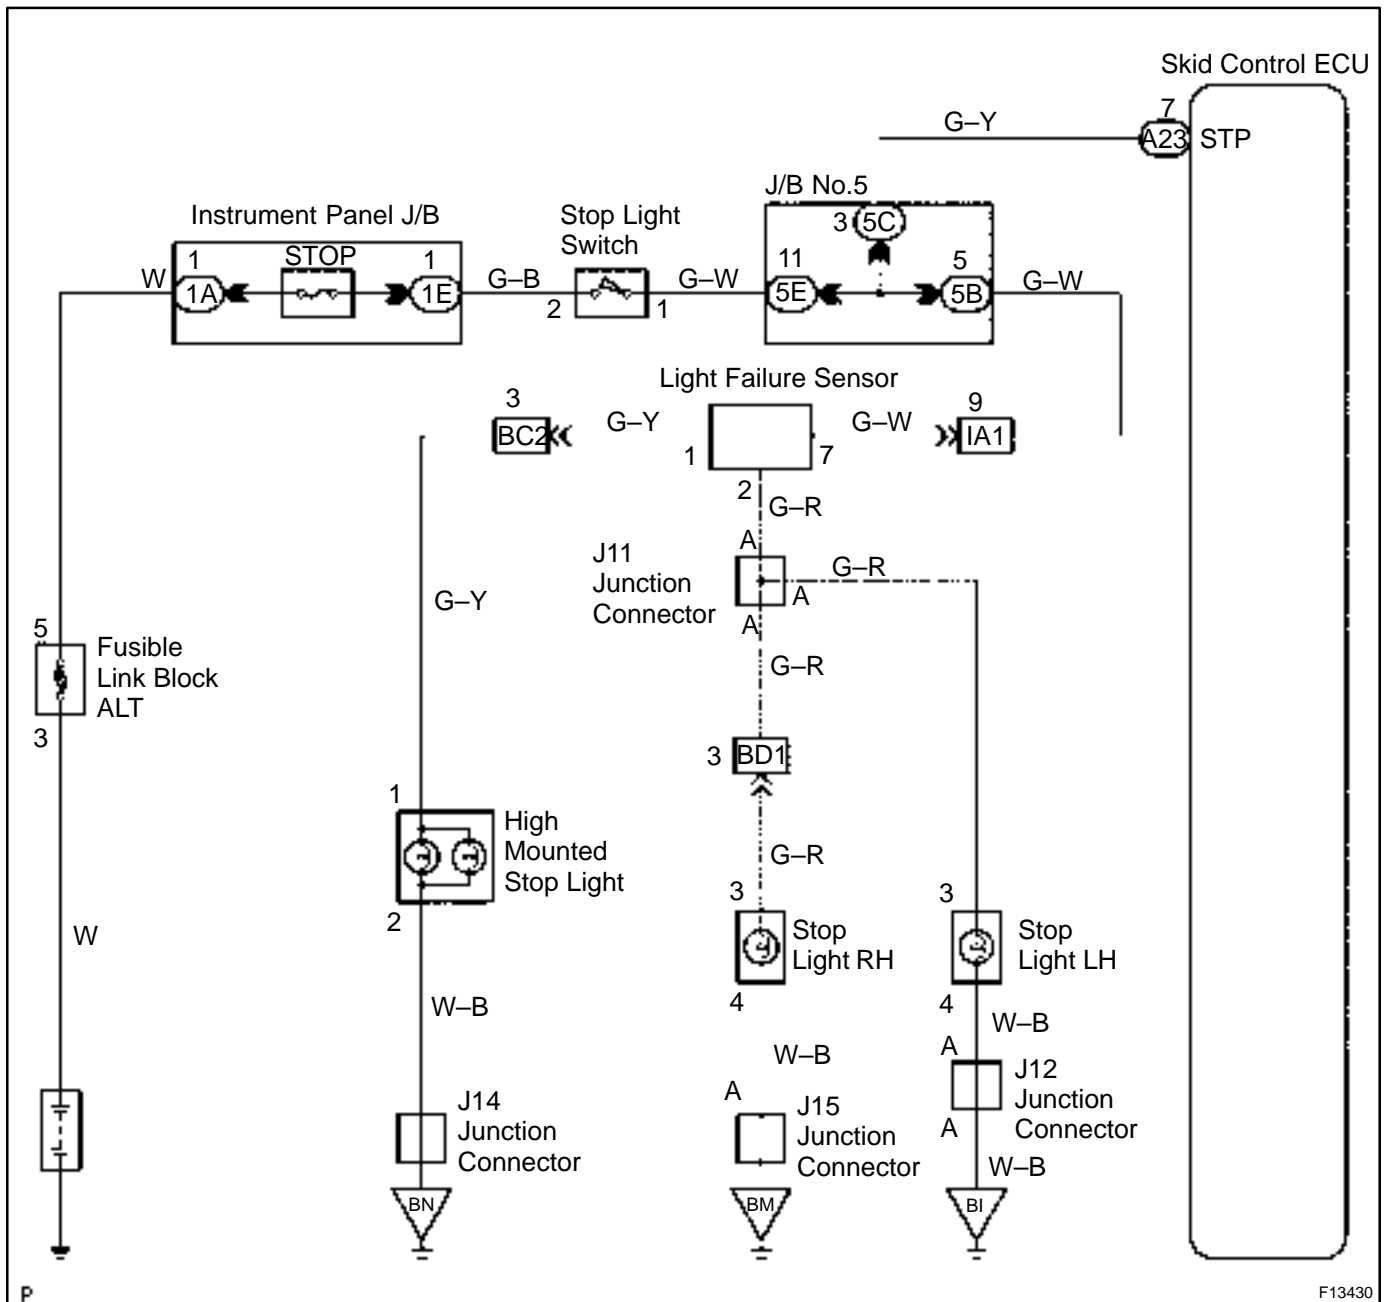 Skid Control ECU
7
G–Y
A23 STP
J/B No.5
Instrument Panel J/B
Stop Light
Switch
3 5C
1 STOP 1
11 5
W 1A 1E G–B 2 1 G–W 5E 5B G–W
Light Failure Sensor
3 9
BC2 G–Y G–W IA1
1 7
2
G–R
A
J11
Junction
Connector
G–R
A
A
G–Y
5
Fusible
Link Block
ALT
3
G–R
3 BD1
1
High
Mounted
Stop Light
2
G–R
3
Stop
Light RH
4
3
Stop
Light LH
4
W
W–B
W–B
W–B
A
A
J12
Junction
Connector
A
J14
Junction
Connector
J15
Junction
Connector
W–B
BN BM BI
P F13430